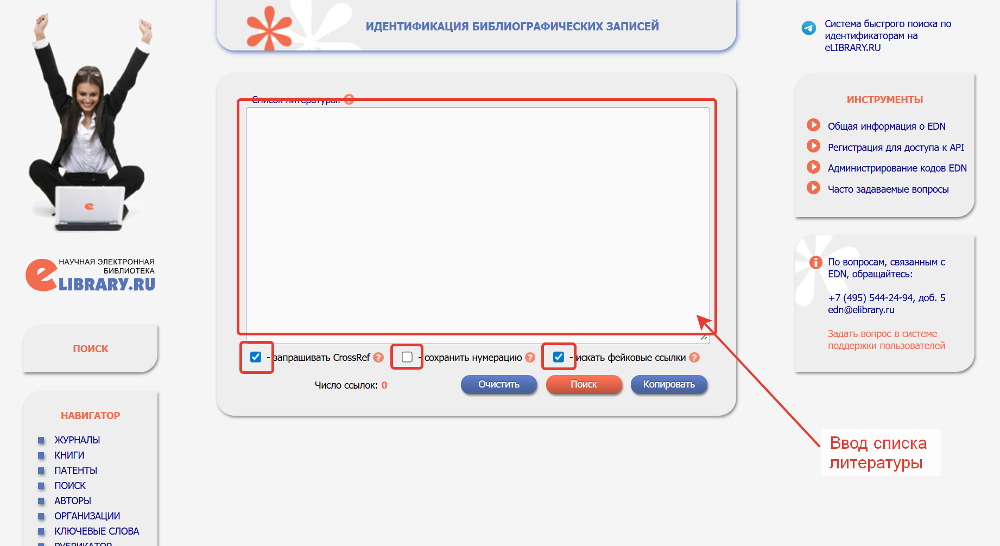 ИДЕНТИФИКАЦИЯ БИБЛИОГРАФИЧЕСКИХ ЗАПИСЕЙ
Список литературы:
- запрашивать CrossRef
- сохранить нумерацию
- искать фейковые ссылки
Число ссылок: 0
Очистить
Поиск
Копировать
НАУЧНАЯ ЭЛЕКТРОННАЯ
БИБЛИОТЕКА
eLIBRARY.RU
ПОИСК
НАВИГАТОР
ЖУРНАЛЫ
КНИГИ
ПАТЕНТЫ
ПОИСК
АВТОРЫ
ОРГАНИЗАЦИИ
КЛЮЧЕВЫЕ СЛОВА
РУБРИКАТОР
Система быстрого поиска по
идентификаторам на
eLIBRARY.RU
ИНСТРУМЕНТЫ
Общая информация о EDN
Регистрация для доступа к API
Администрирование кодов EDN
Часто задаваемые вопросы
По вопросам, связанным с
EDN, обращайтесь:
+7 (495) 544-24-94, доб. 5
edn@elibrary.ru
Задать вопрос в системе
поддержки пользователей
Ввод списка
литературы